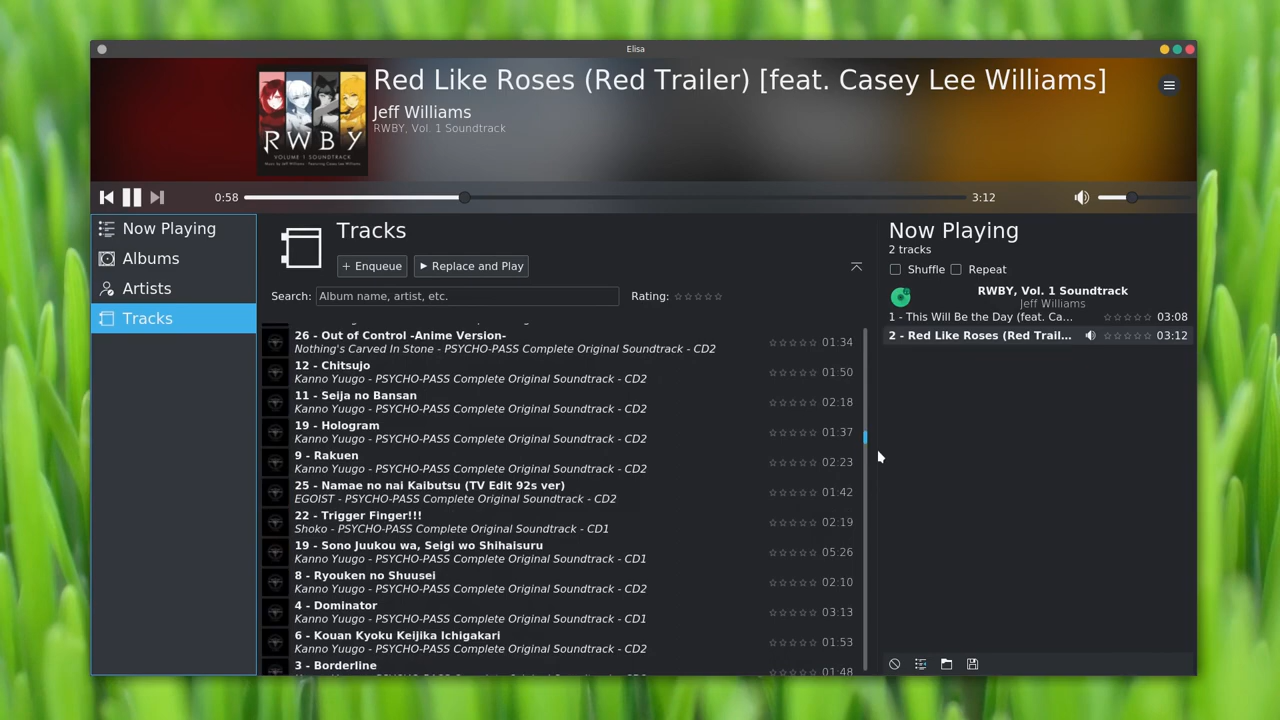 Elisa
Red Like Roses (Red Trailer) [feat. Casey Lee Williams]
Jeff Williams
RWBY, Vol. 1 Soundtrack
RWBY
VOLUME 1 SOUNDTRACK
0:58
3:12
Now Playing
Albums
Artists
Tracks
Tracks
+ Enqueue
Replace and Play
Search: Album name, artist, etc.
Rating:
26 - Out of Control -Anime Version-
Nothing's Carved In Stone - PSYCHO-PASS Complete Original Soundtrack - CD2
01:34
12 - Chitsujo
Kanno Yuugo - PSYCHO-PASS Complete Original Soundtrack - CD2
01:50
11 - Seija no Bansan
Kanno Yuugo - PSYCHO-PASS Complete Original Soundtrack - CD2
02:18
19 - Hologram
Kanno Yuugo - PSYCHO-PASS Complete Original Soundtrack - CD2
01:37
9 - Rakuen
Kanno Yuugo - PSYCHO-PASS Complete Original Soundtrack - CD2
02:23
25 - Namae no nai Kaibutsu (TV Edit 92s ver)
EGOIST - PSYCHO-PASS Complete Original Soundtrack - CD2
01:42
22 - Trigger Finger!!!
Shoko - PSYCHO-PASS Complete Original Soundtrack - CD1
02:19
19 - Sono Juukou wa, Seigi wo Shihaisuru
Kanno Yuugo - PSYCHO-PASS Complete Original Soundtrack - CD1
05:26
8 - Ryouken no Shuusei
Kanno Yuugo - PSYCHO-PASS Complete Original Soundtrack - CD2
02:10
4 - Dominator
Kanno Yuugo - PSYCHO-PASS Complete Original Soundtrack - CD1
03:13
6 - Kouan Kyoku Keijika Ichigakari
Kanno Yuugo - PSYCHO-PASS Complete Original Soundtrack - CD2
01:53
3 - Borderline
01:48
Now Playing
2 tracks
Shuffle
Repeat
RWBY, Vol. 1 Soundtrack
Jeff Williams
1 - This Will Be the Day (feat. Ca...
03:08
2 - Red Like Roses (Red Trail...
03:12